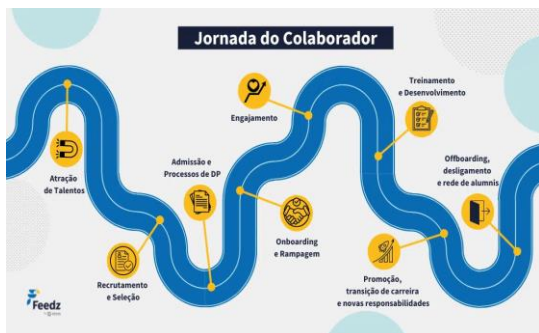 Jornada do Colaborador
Atração
de Talentos
Recrutamento
e Seleção
Admissão e
Processos de DP
Onboarding
e Rampagem
Engajamento
Treinamento
e Desenvolvimento
Promoção,
transição de carreira
e novas responsabilidades
Offboarding,
desligamento
e rede de alumnis
Feedz